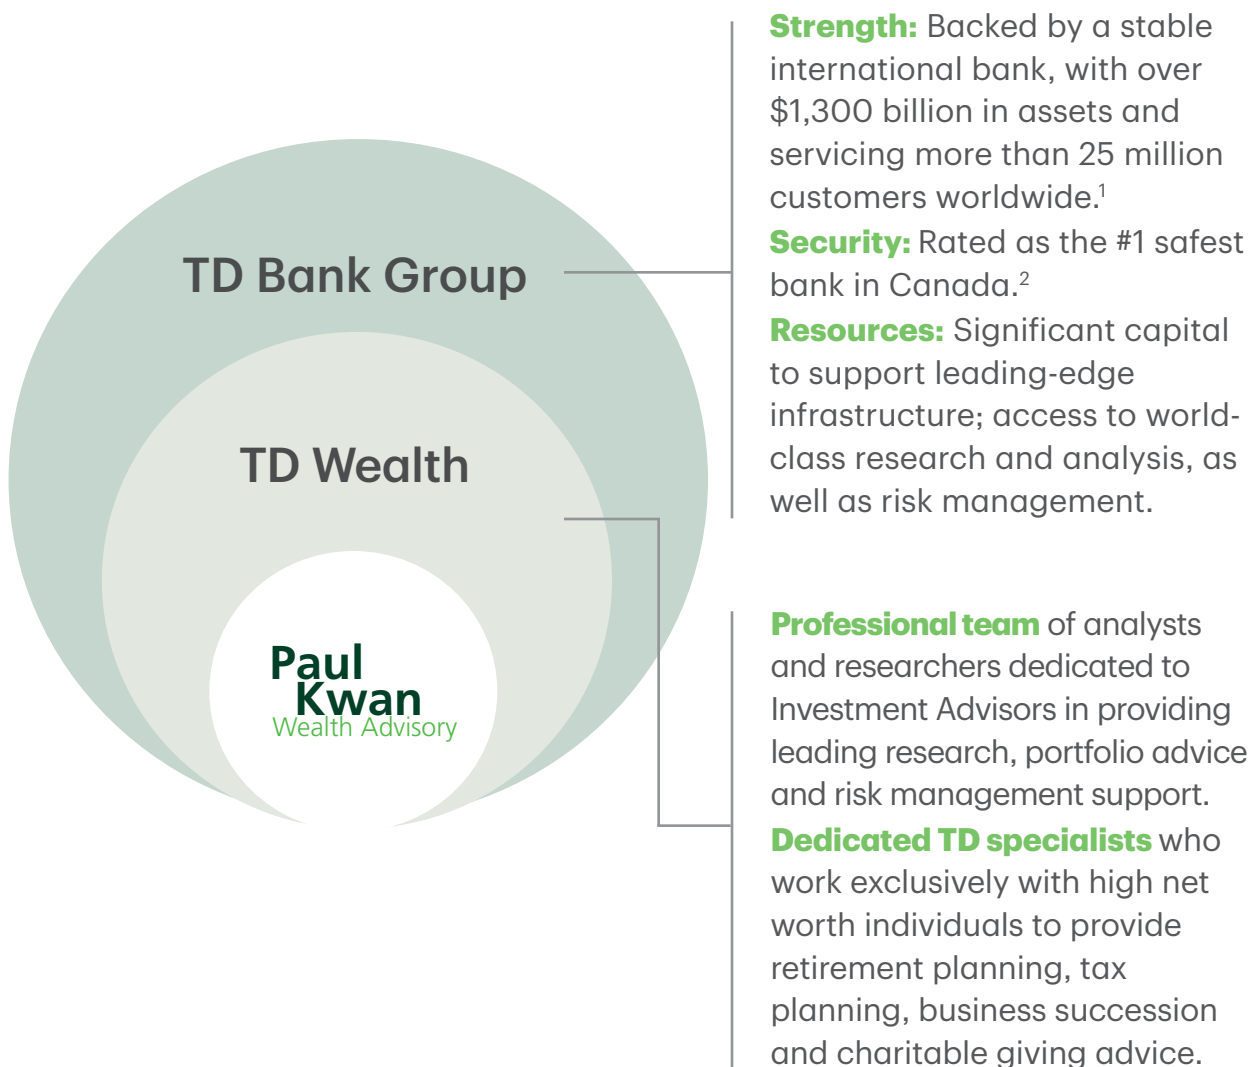 TD Bank Group
TD Wealth
Paul
Kwan
Wealth Advisory
Strength: Backed by a stable
international bank, with over
$1,300 billion in assets and
servicing more than 25 million
customers worldwide.¹
Security: Rated as the #1 safest
bank in Canada.²
Resources: Significant capital
to support leading-edge
infrastructure; access to world-
class research and analysis, as
well as risk management.
Professional team of analysts
and researchers dedicated to
Investment Advisors in providing
leading research, portfolio advice
and risk management support.
Dedicated TD specialists who
work exclusively with high net
worth individuals to provide
retirement planning, tax
planning, business succession
and charitable giving advice.